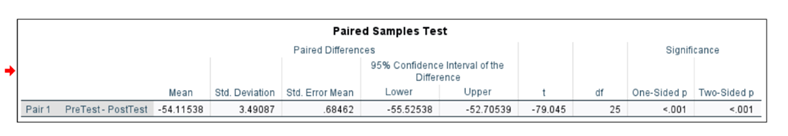 Paired Samples Test
Paired Differences Significance
95% Confidence Interval of the
Difference
Mean Std. Deviation Std. Error Mean Lower Upper t df One-Sided p Two-Sided p
Pair 1 PreTest - PostTest -54.11538 3.49087 .68462 -55.52538 -52.70539 -79.045 25 <.001 <.001